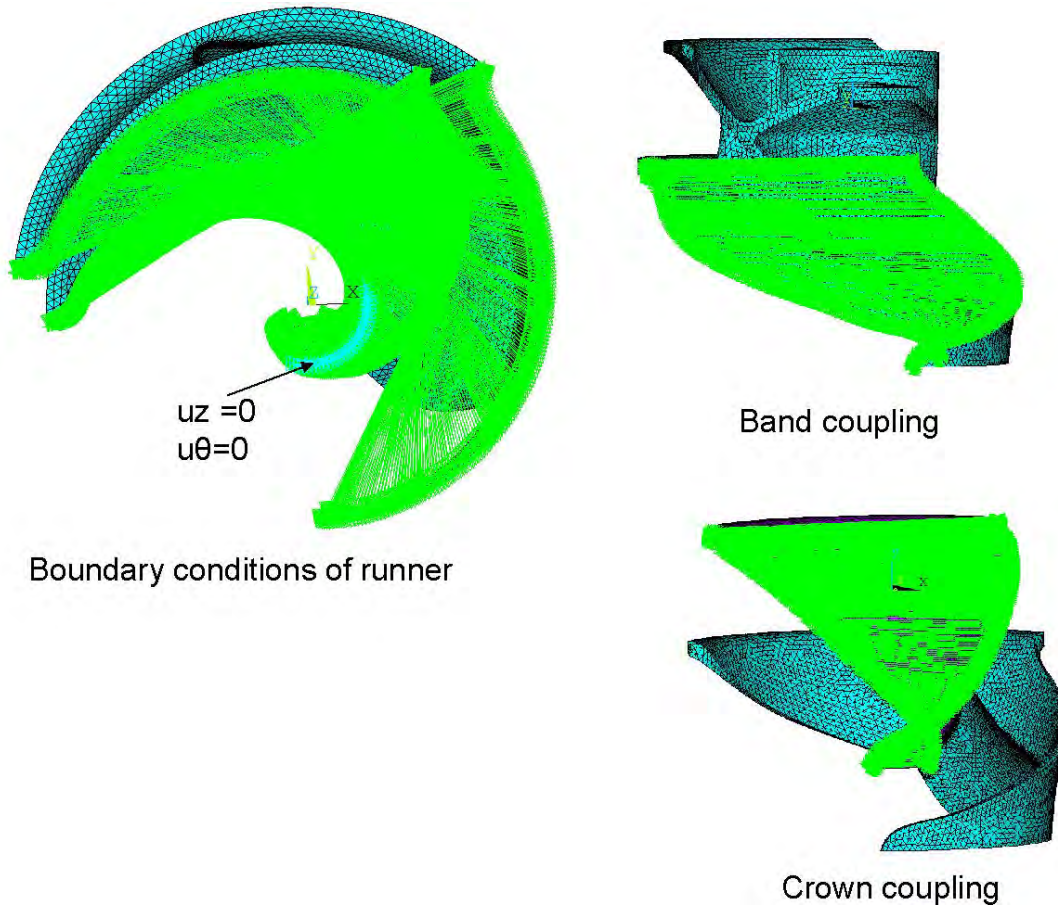 Y
Z X
uz =0
uθ=0
Boundary conditions of runner
Band coupling
X
Crown coupling